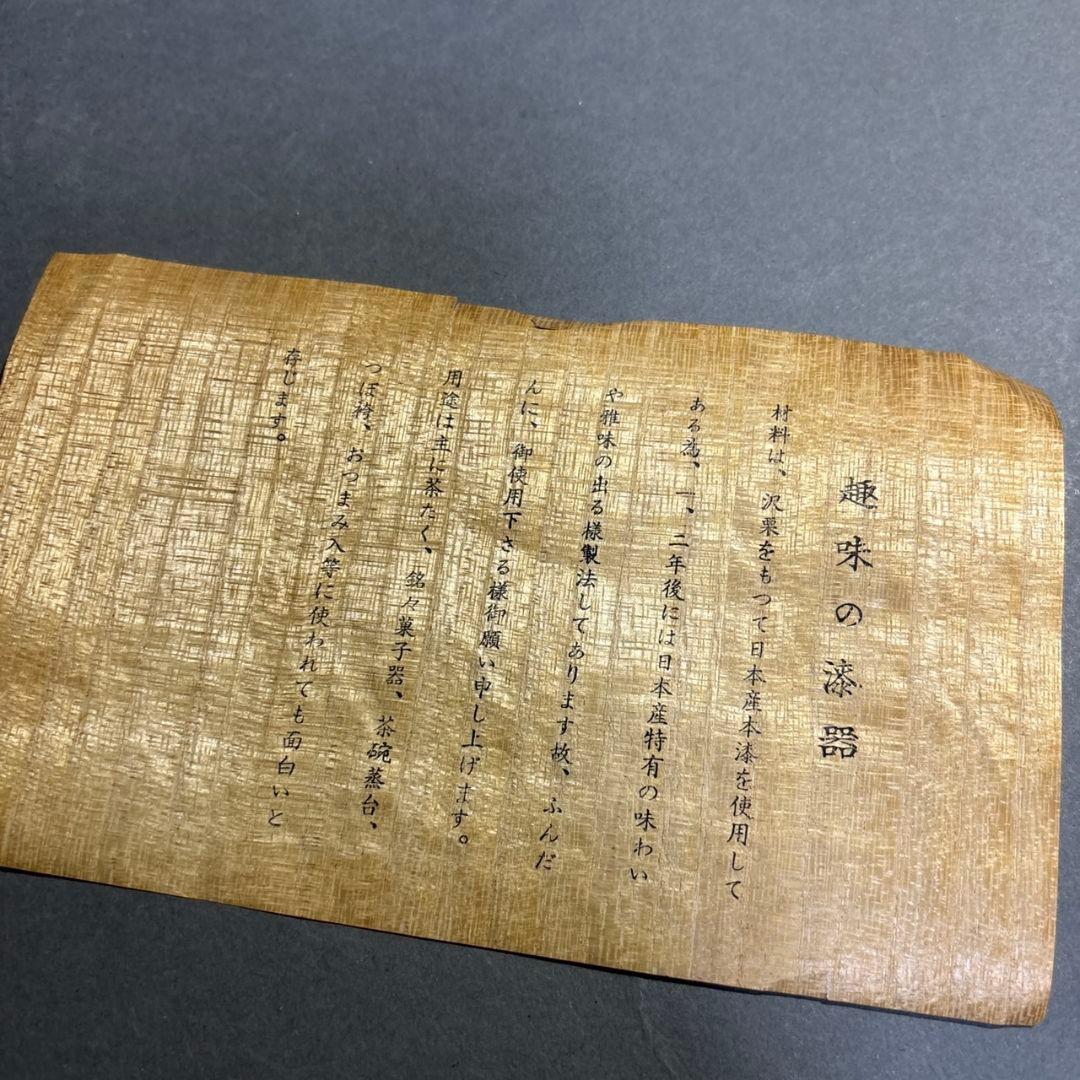 趣味の漆器
材料は、沢栗をもつて日本産本漆を使用して
ある為、一、二年後には日本産特有の味わい
や雅味の出る様製法してあります故、ふんだ
んに、御使用下さる様御願い申し上げます。
用途は主に茶たく、銘々菓子器、茶碗蒸台、
つぼ袴、おつまみ入等に使われても面白いと
存じます。